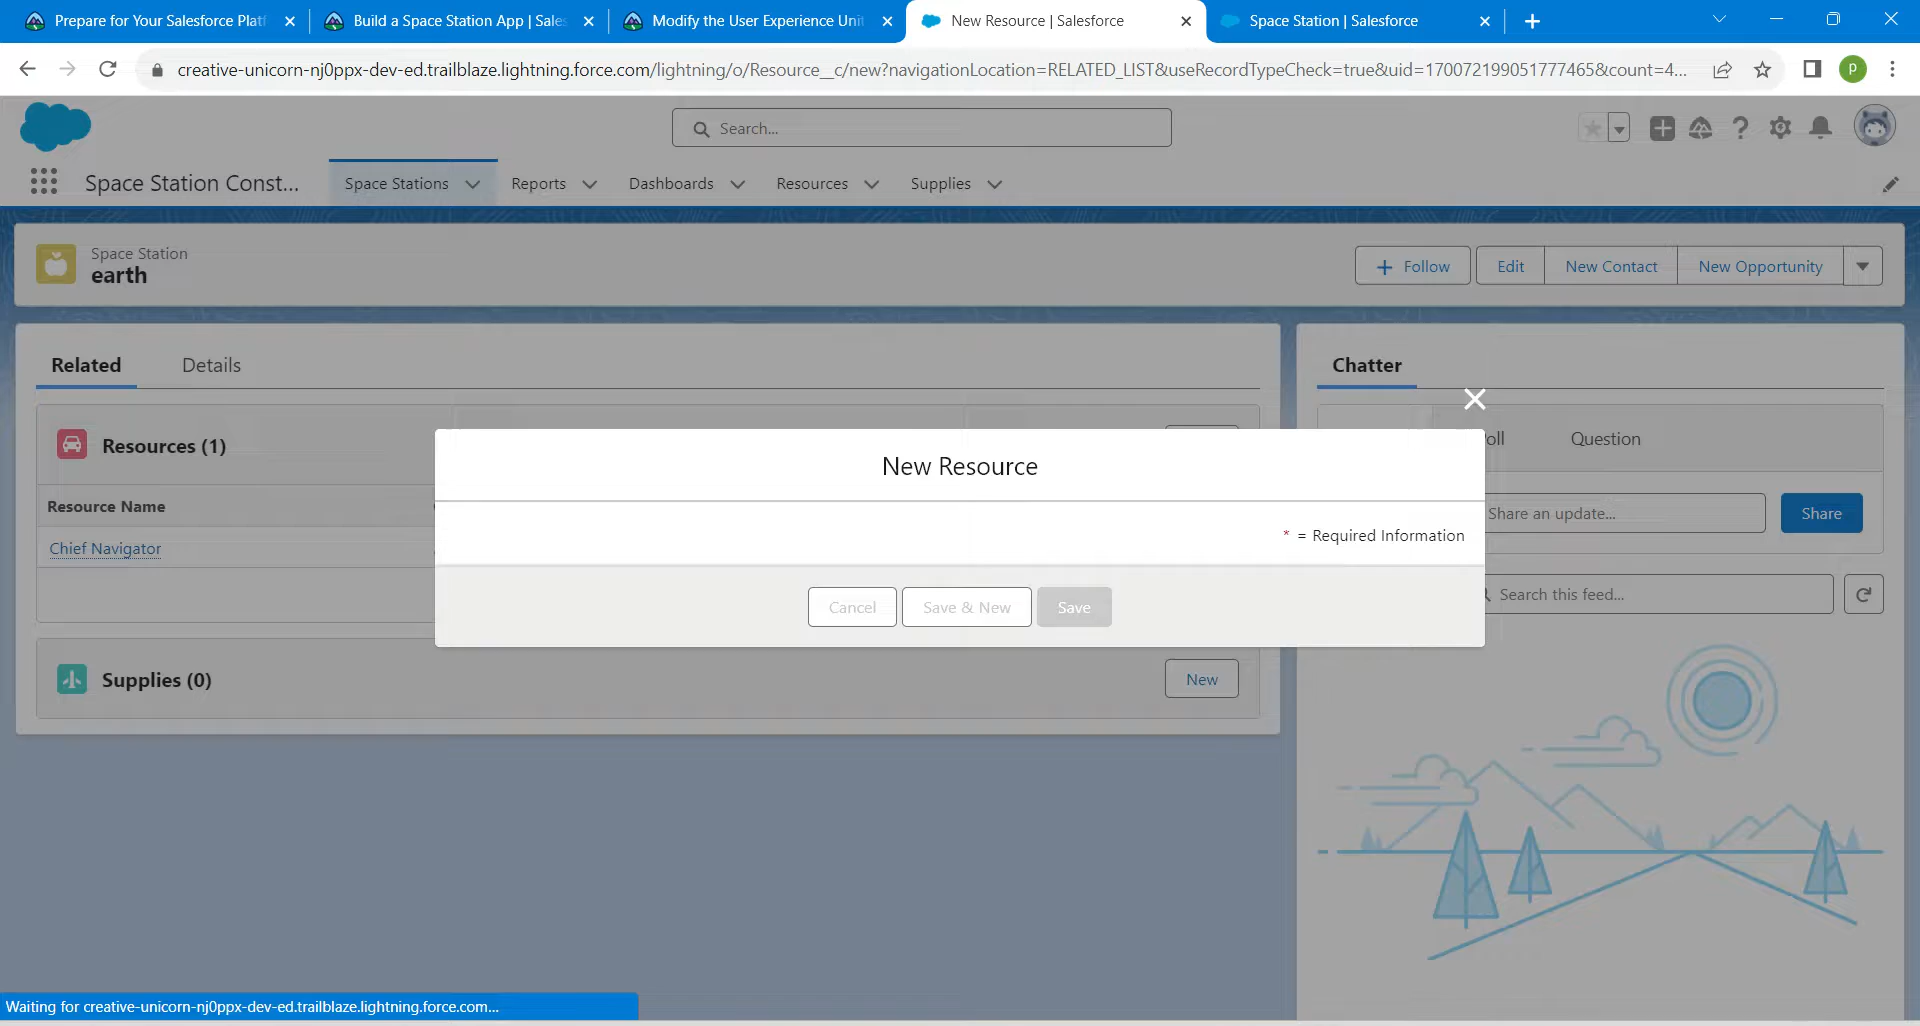 Prepare for Your Salesforce Platf
Build a Space Station App | Sales
Modify the User Experience Unit
New Resource | Salesforce
Space Station | Salesforce
creative-unicorn-nj0ppx-dev-ed.trailblaze.lightning.force.com/lightning/o/Resource__c/new?navigationLocation=RELATED_LIST&useRecordTypeCheck=true&uid=170072199051777465&count=4...
P
Search...
Space Station Const...
Space Stations
Reports
Dashboards
Resources
Supplies
Space Station
earth
Follow
Edit
New Contact
New Opportunity
Related
Details
Chatter
Resources (1)
Resource Name
Chief Navigator
New Resource
* = Required Information
Cancel
Save & New
Save
Question
Share an update...
Share
Search this feed...
Supplies (0)
New
Waiting for creative-unicorn-nj0ppx-dev-ed.trailblaze.lightning.force.com...